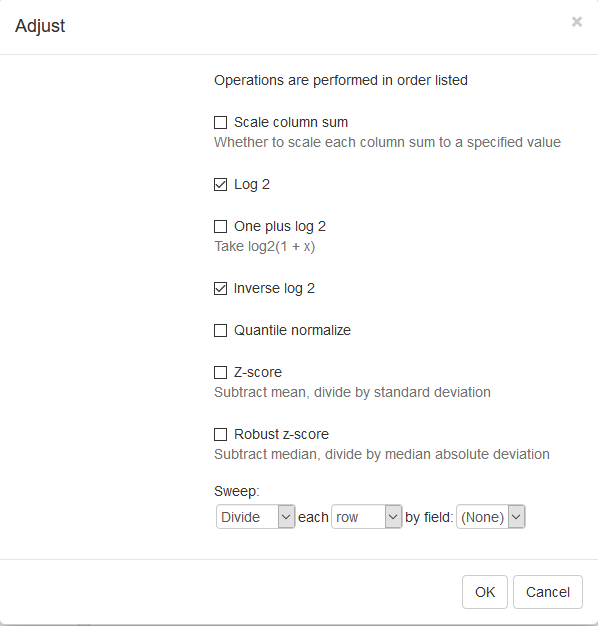 Adjust
×
Operations are performed in order listed
Scale column sum
Whether to scale each column sum to a specified value
Log 2
One plus log 2
Take log2(1 + x)
Inverse log 2
Quantile normalize
Z-score
Subtract mean, divide by standard deviation
Robust z-score
Subtract median, divide by median absolute deviation
Sweep:
Divide each row by field: (None)
OK Cancel